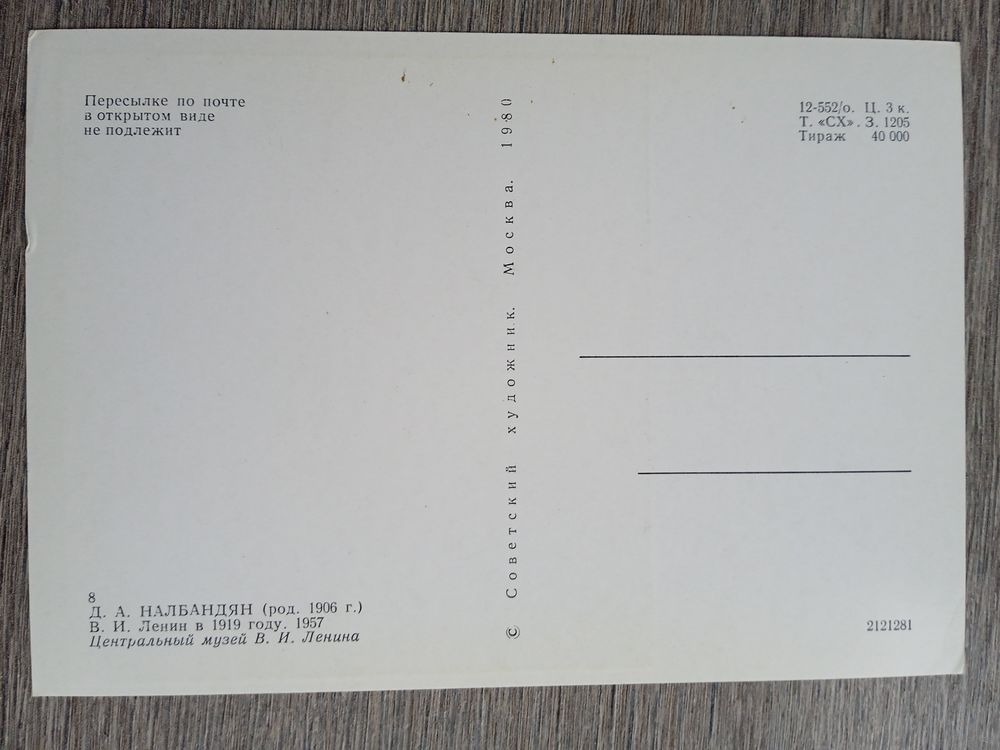 Пересылке по почте
в открытом виде
не подлежит
12-552/о. Ц. 3 к.
Т. «СХ». З. 1205
Тираж 40 000
© Советский художник. Москва. 1980
8
Д. А. НАЛБАНДЯН (род. 1906 г.)
В. И. Ленин в 1919 году. 1957
Центральный музей В. И. Ленина
2121281